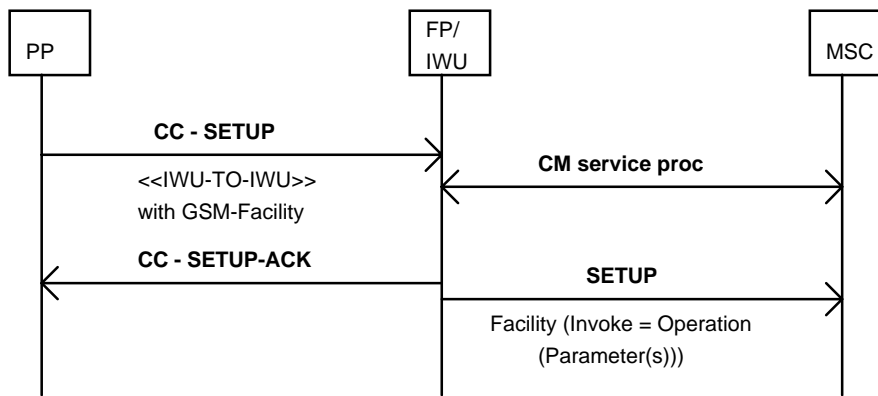 PP
FP/
IWU
MSC
CC - SETUP
<<IWU-TO-IWU>>
with GSM-Facility
CM service proc
CC - SETUP-ACK
SETUP
Facility (Invoke = Operation
(Parameter(s)))